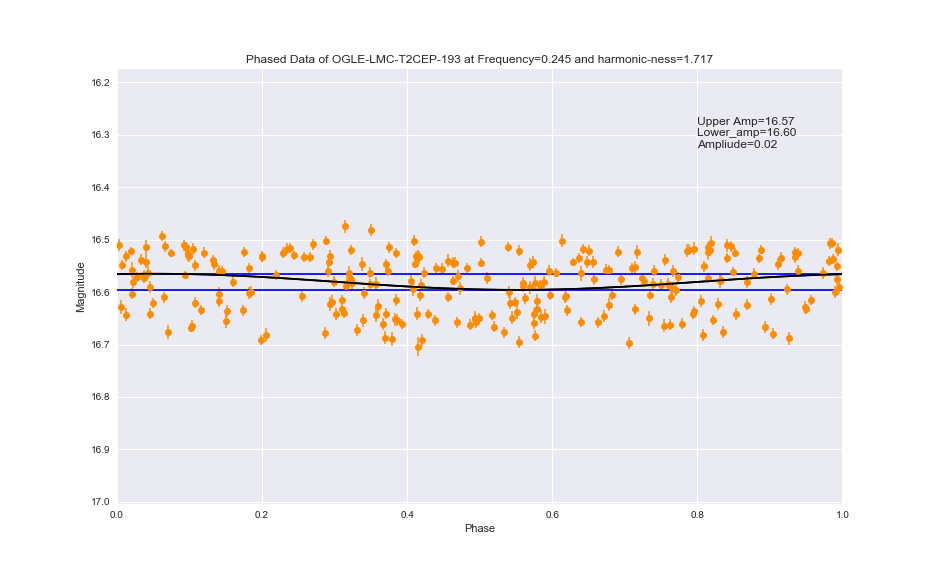 Phased Data of OGLE-LMC-T2CEP-193 at Frequency=0.245 and harmonic-ness=1.717
16.2
16.3
16.4
16.5
16.6
16.7
16.8
16.9
17.0
Magnitude
Upper Amp=16.57
Lower_amp=16.60
Ampliude=0.02
0.0 0.2 0.4 0.6 0.8 1.0
Phase